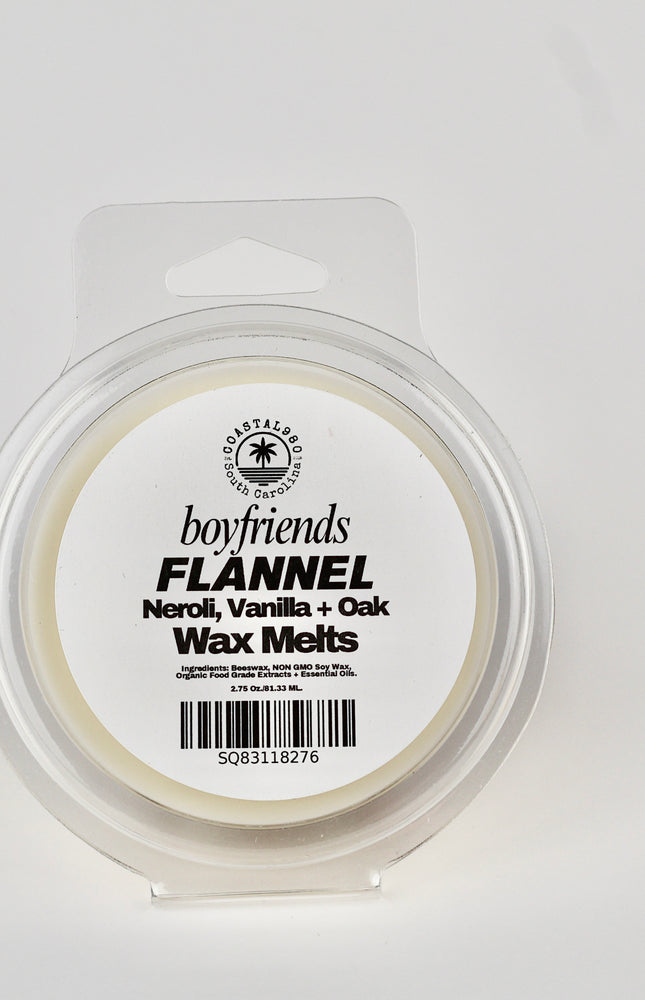 COASTAL980
South Carolina
boyfriends
FLANNEL
Neroli, Vanilla + Oak
Wax Melts
Ingredients: Beeswax, NON GMO Soy Wax,
Organic Food Grade Extracts + Essential Oils.
2.75 Oz./81.33 ML.
SQ83118276